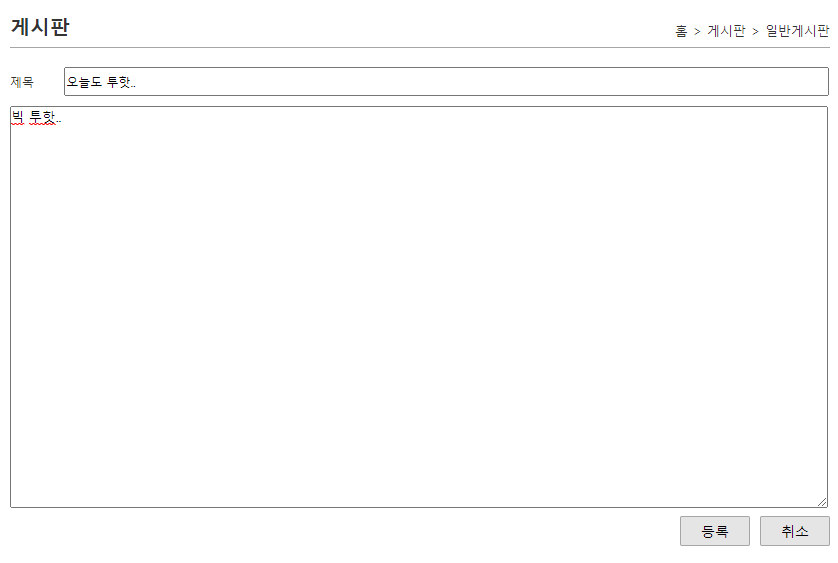 게시판
홈 > 게시판 > 일반게시판
제목 오늘도 투핫..
빅 투핫..
등록 취소